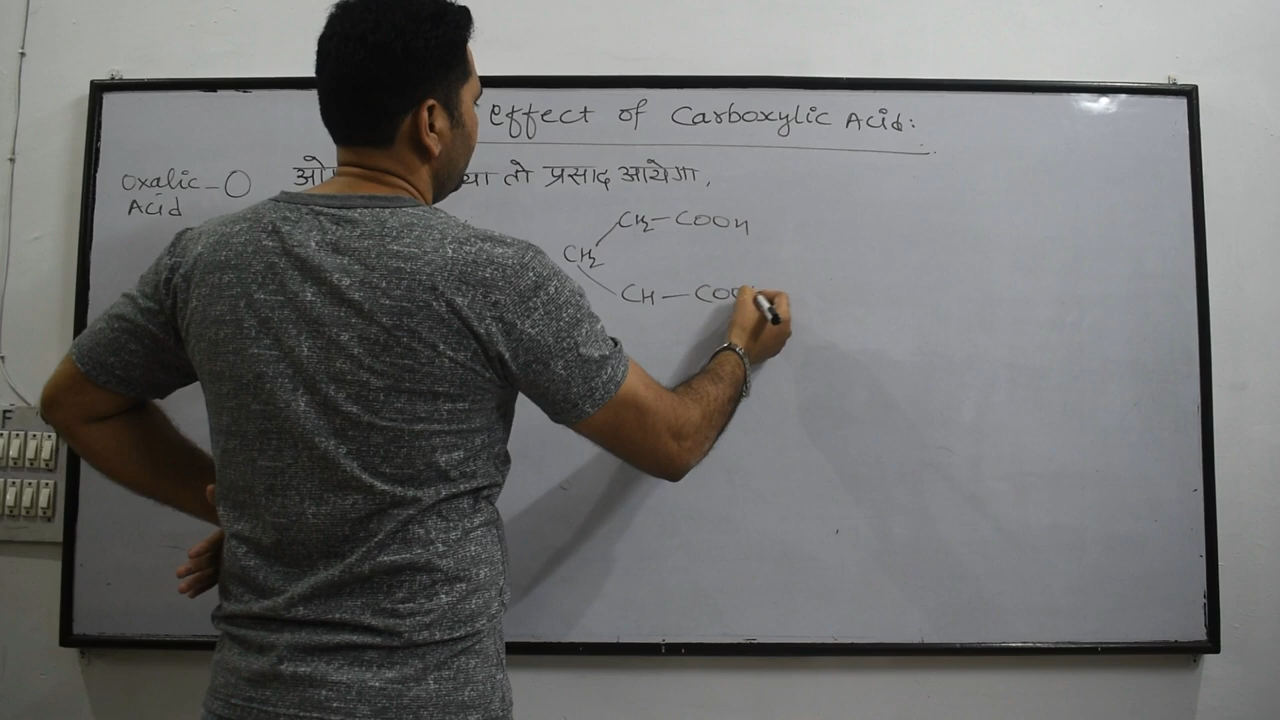 effect of Carboxylic Acid:
Oxalic - O
Acid
तो प्रसाद आयेगा,
CH2-COOH
CH2
CH-COO
F